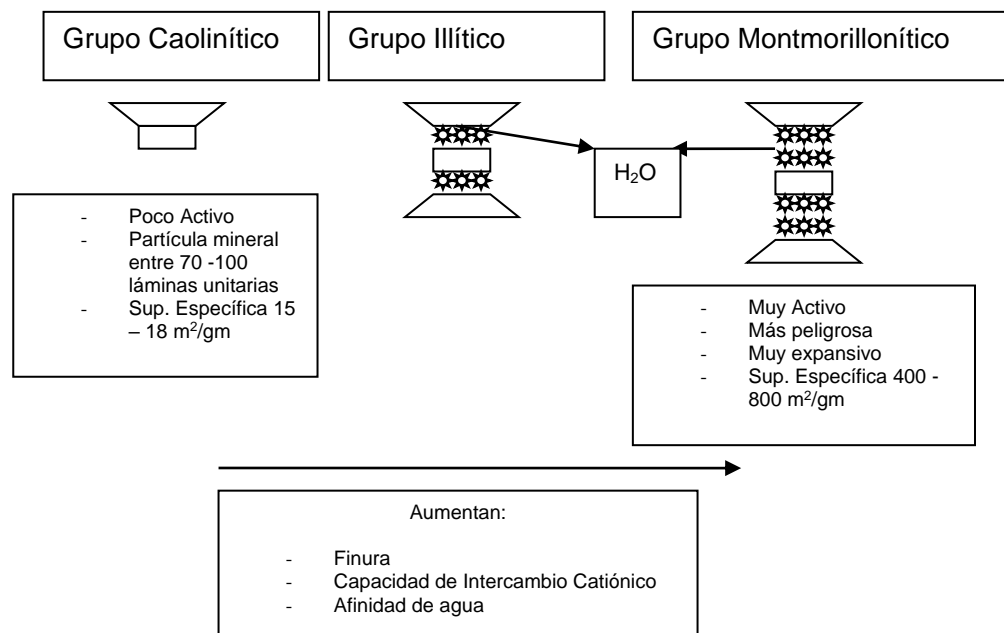 Grupo Caolinítico
Grupo Illítico
Grupo Montmorillonítico
H₂O
- Poco Activo
- Partícula mineral
entre 70 -100
láminas unitarias
- Sup. Específica 15
– 18 m²/gm
- Muy Activo
- Más peligrosa
- Muy expansivo
- Sup. Específica 400 -
800 m²/gm
Aumentan:
- Finura
- Capacidad de Intercambio Catiónico
- Afinidad de agua